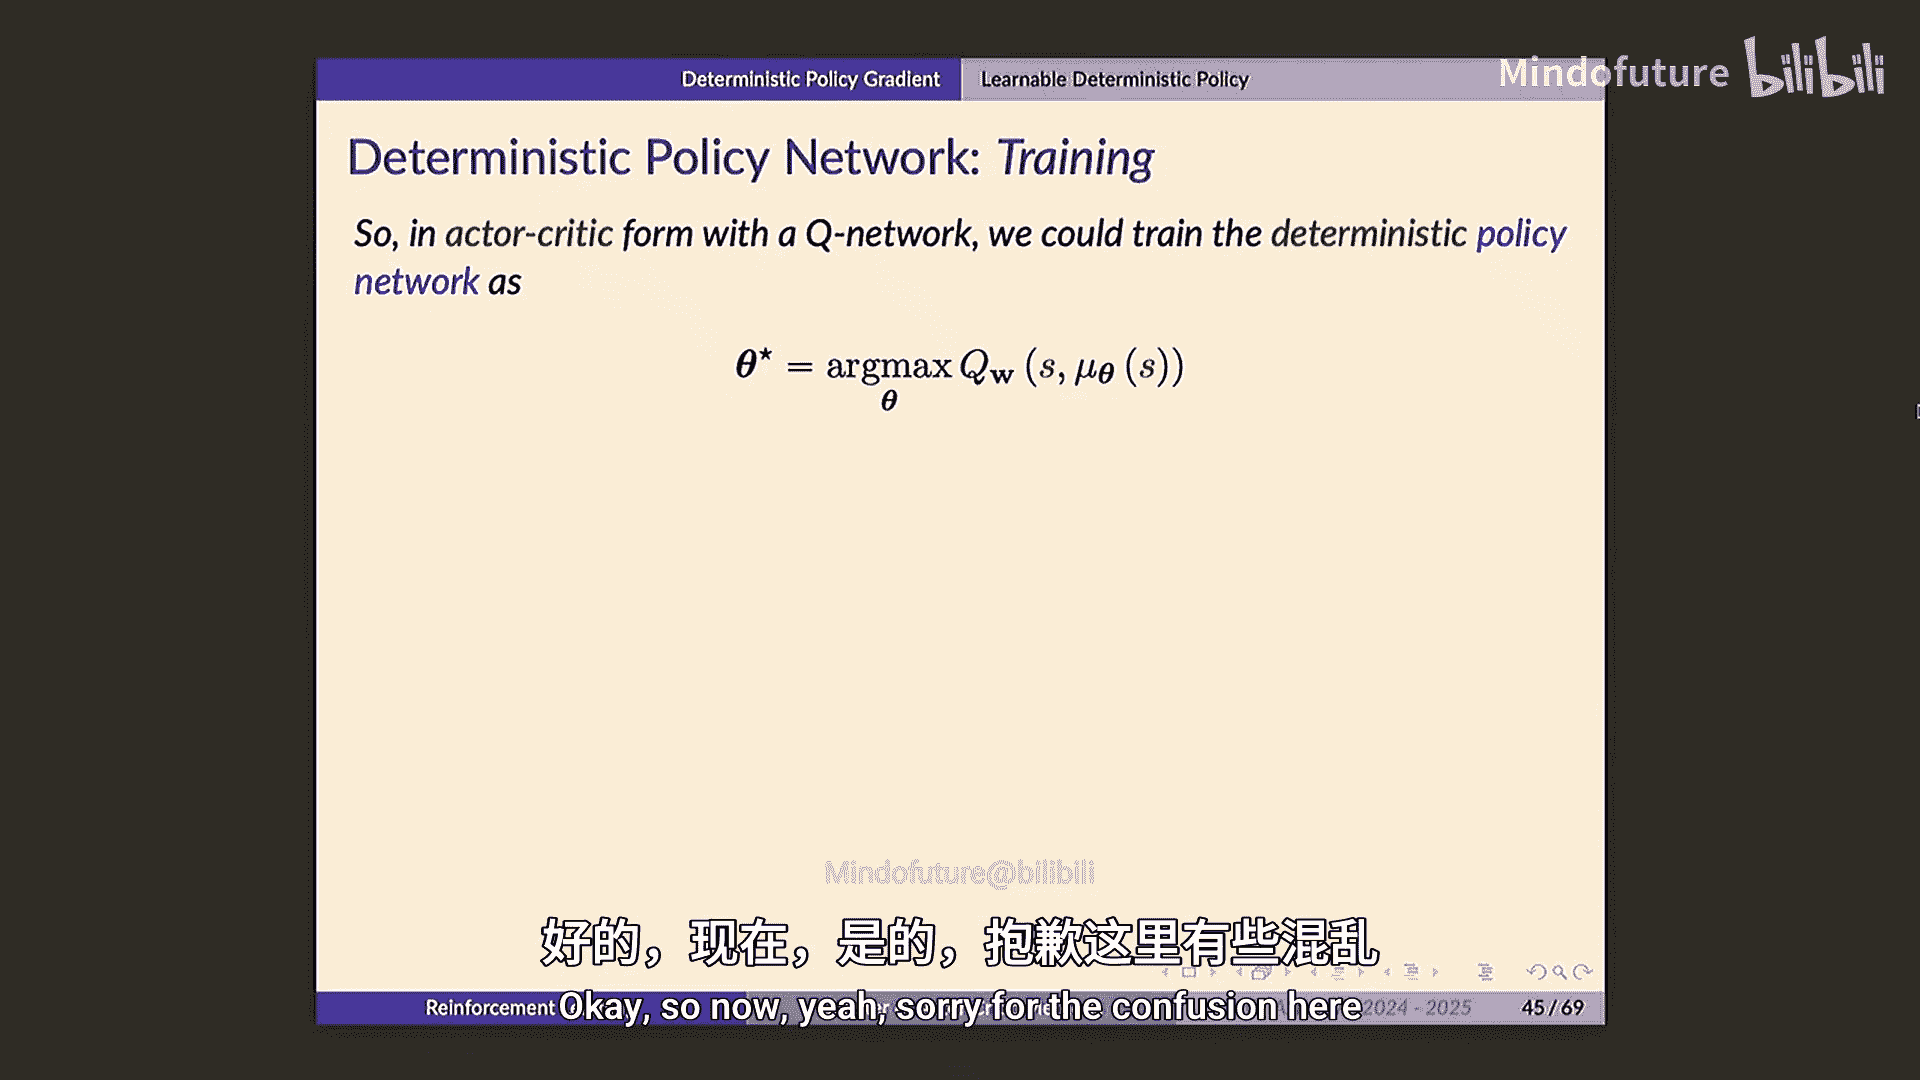 Mindofuture bilibili
Deterministic Policy Gradient Learnable Deterministic Policy
Deterministic Policy Network: Training
So, in actor-critic form with a Q-network, we could train the deterministic policy
network as
θ* = argmax Q_w (s, μ_θ (s))
θ
Mindofuture@bilibili
好的，现在，是的，抱歉这里有些混乱
Okay, so now, yeah, sorry for the confusion here
Reinforcement 2024 - 2025 45 / 69